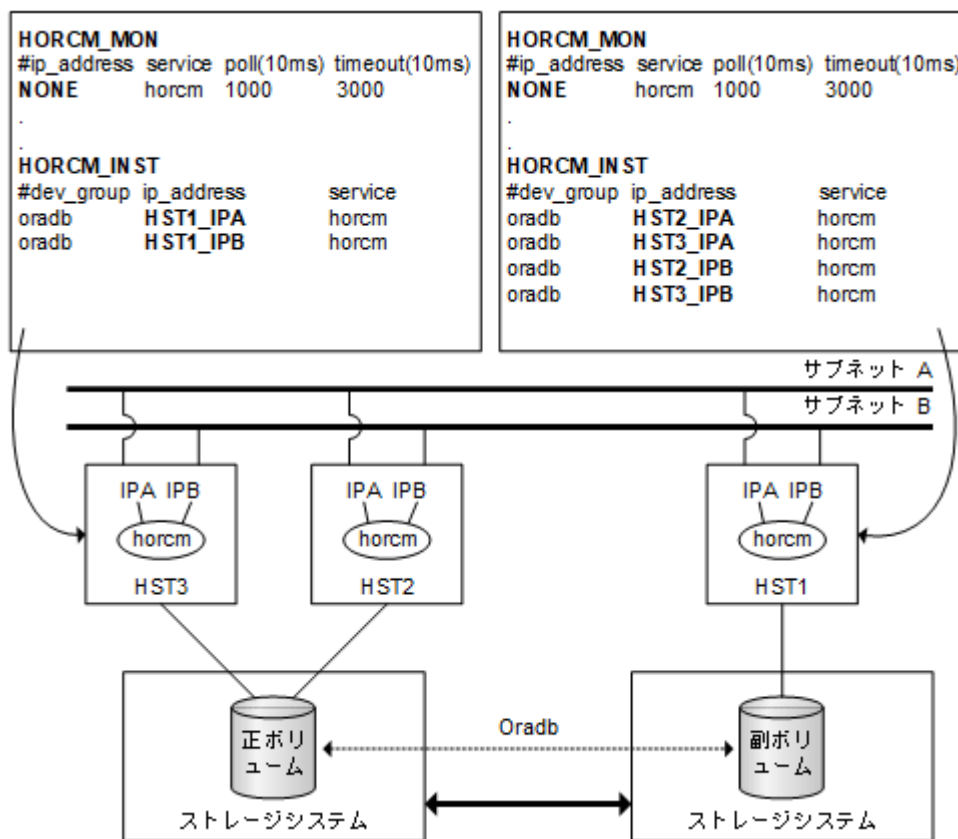 HORCM_MON
#ip_address service poll(10ms) timeout(10ms)
NONE horcm 1000 3000
.
.
HORCM_INST
#dev_group ip_address service
oradb HST1_IPA horcm
oradb HST1_IPB horcm
HORCM_MON
#ip_address service poll(10ms) timeout(10ms)
NONE horcm 1000 3000
.
.
HORCM_INST
#dev_group ip_address service
oradb HST2_IPA horcm
oradb HST3_IPA horcm
oradb HST2_IPB horcm
oradb HST3_IPB horcm
サブネット A
サブネット B
IPA IPB
horcm
HST3
IPA IPB
horcm
HST2
IPA IPB
horcm
HST1
正ボリ
ューム
ストレージシステム
Oradb
副ボリ
ューム
ストレージシステム